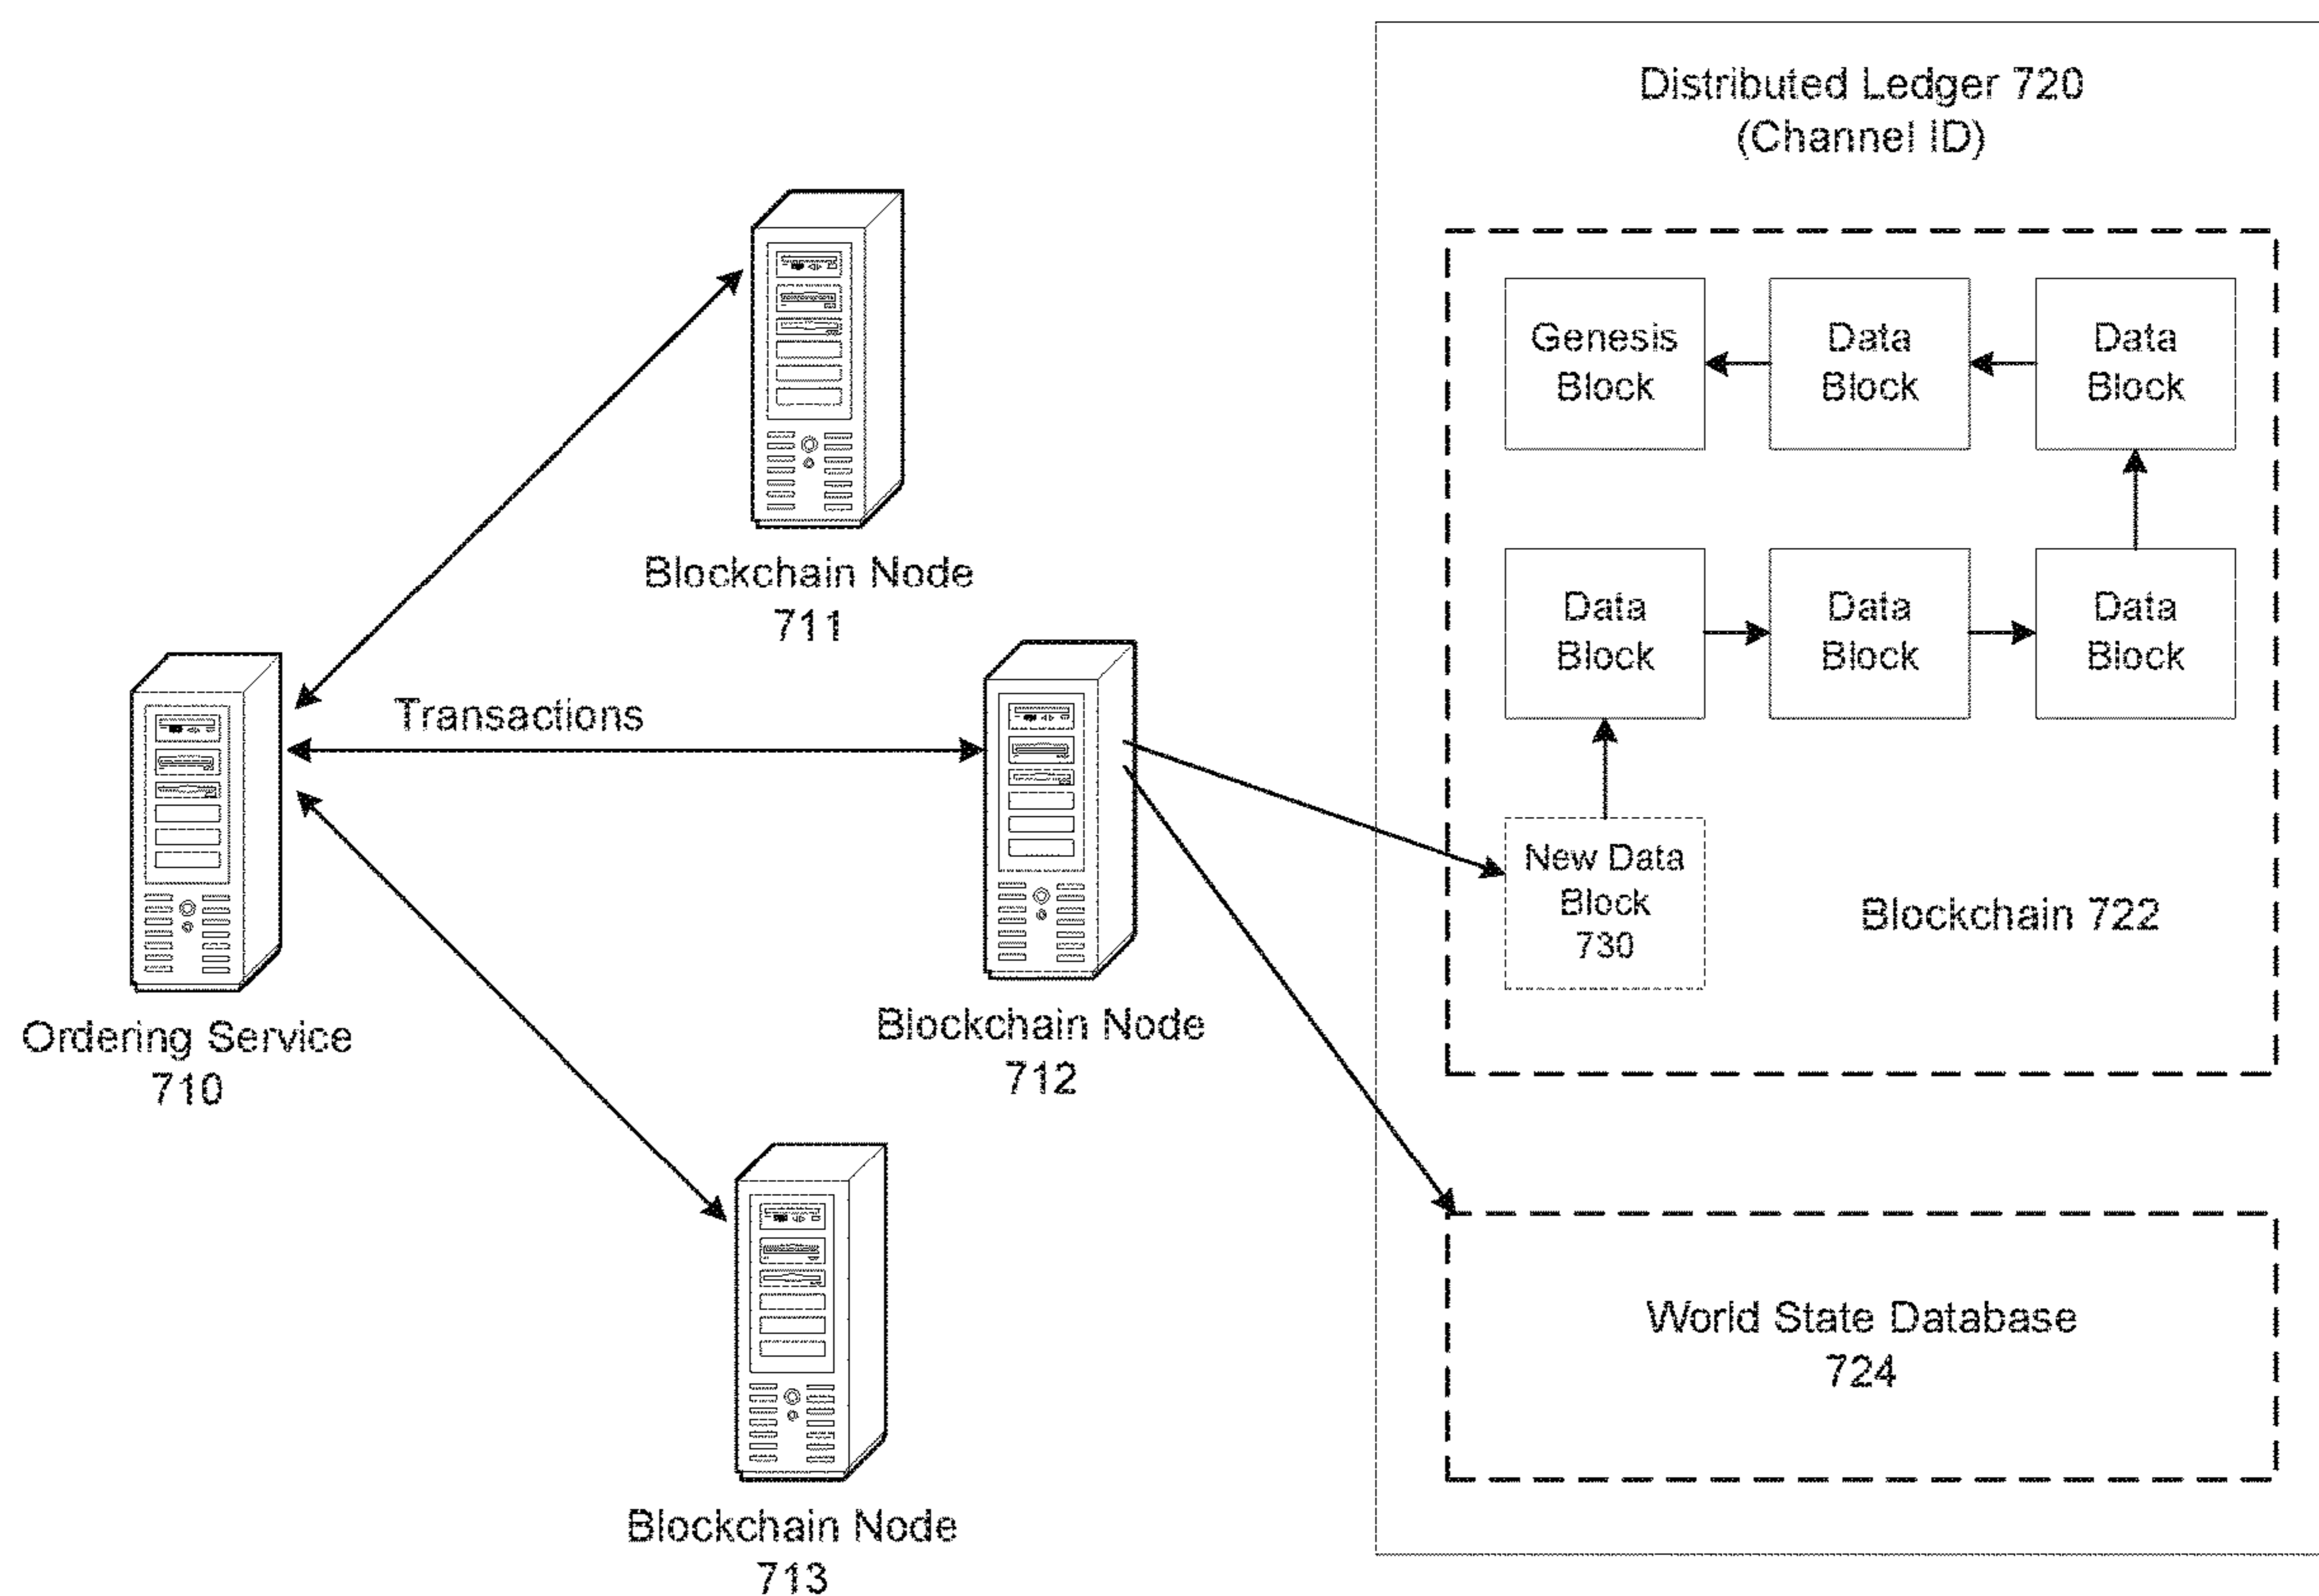 Distributed Ledger 720
(Channel ID)
Genesis
Block
Data
Block
Data
Block
Blockchain Node
711
Data
Block
Data
Block
Data
Block
Transactions
New Data
Block
730
Blockchain 722
Ordering Service
710
Blockchain Node
712
World State Database
724
Blockchain Node
713